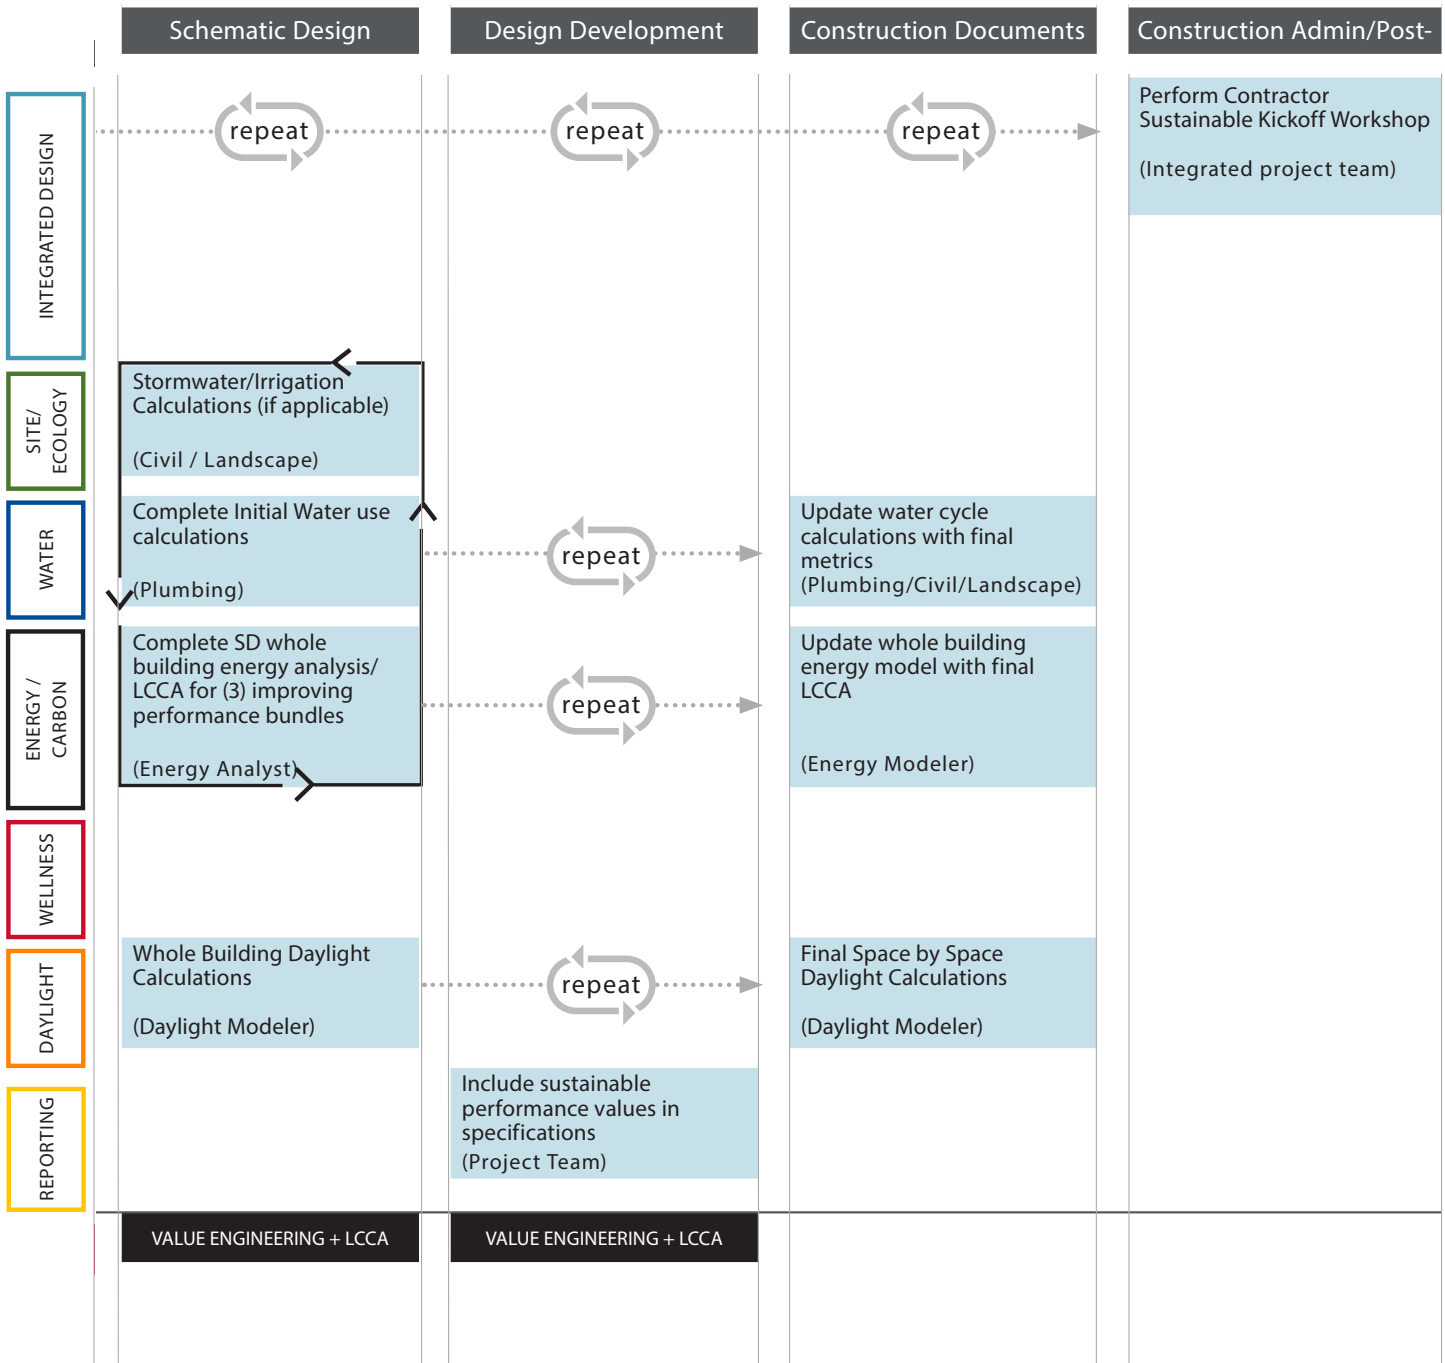 Schematic Design
Design Development
Construction Documents
Construction Admin/Post-
INTEGRATED DESIGN
repeat
repeat
repeat
Perform Contractor
Sustainable Kickoff Workshop
(Integrated project team)
SITE/
ECOLOGY
Stormwater/Irrigation
Calculations (if applicable)
(Civil / Landscape)
WATER
Complete Initial Water use
calculations
(Plumbing)
repeat
Update water cycle
calculations with final
metrics
(Plumbing/Civil/Landscape)
ENERGY /
CARBON
Complete SD whole
building energy analysis/
LCCA for (3) improving
performance bundles
(Energy Analyst)
repeat
Update whole building
energy model with final
LCCA
(Energy Modeler)
WELLNESS
DAYLIGHT
Whole Building Daylight
Calculations
(Daylight Modeler)
repeat
Final Space by Space
Daylight Calculations
(Daylight Modeler)
REPORTING
Include sustainable
performance values in
specifications
(Project Team)
VALUE ENGINEERING + LCCA
VALUE ENGINEERING + LCCA